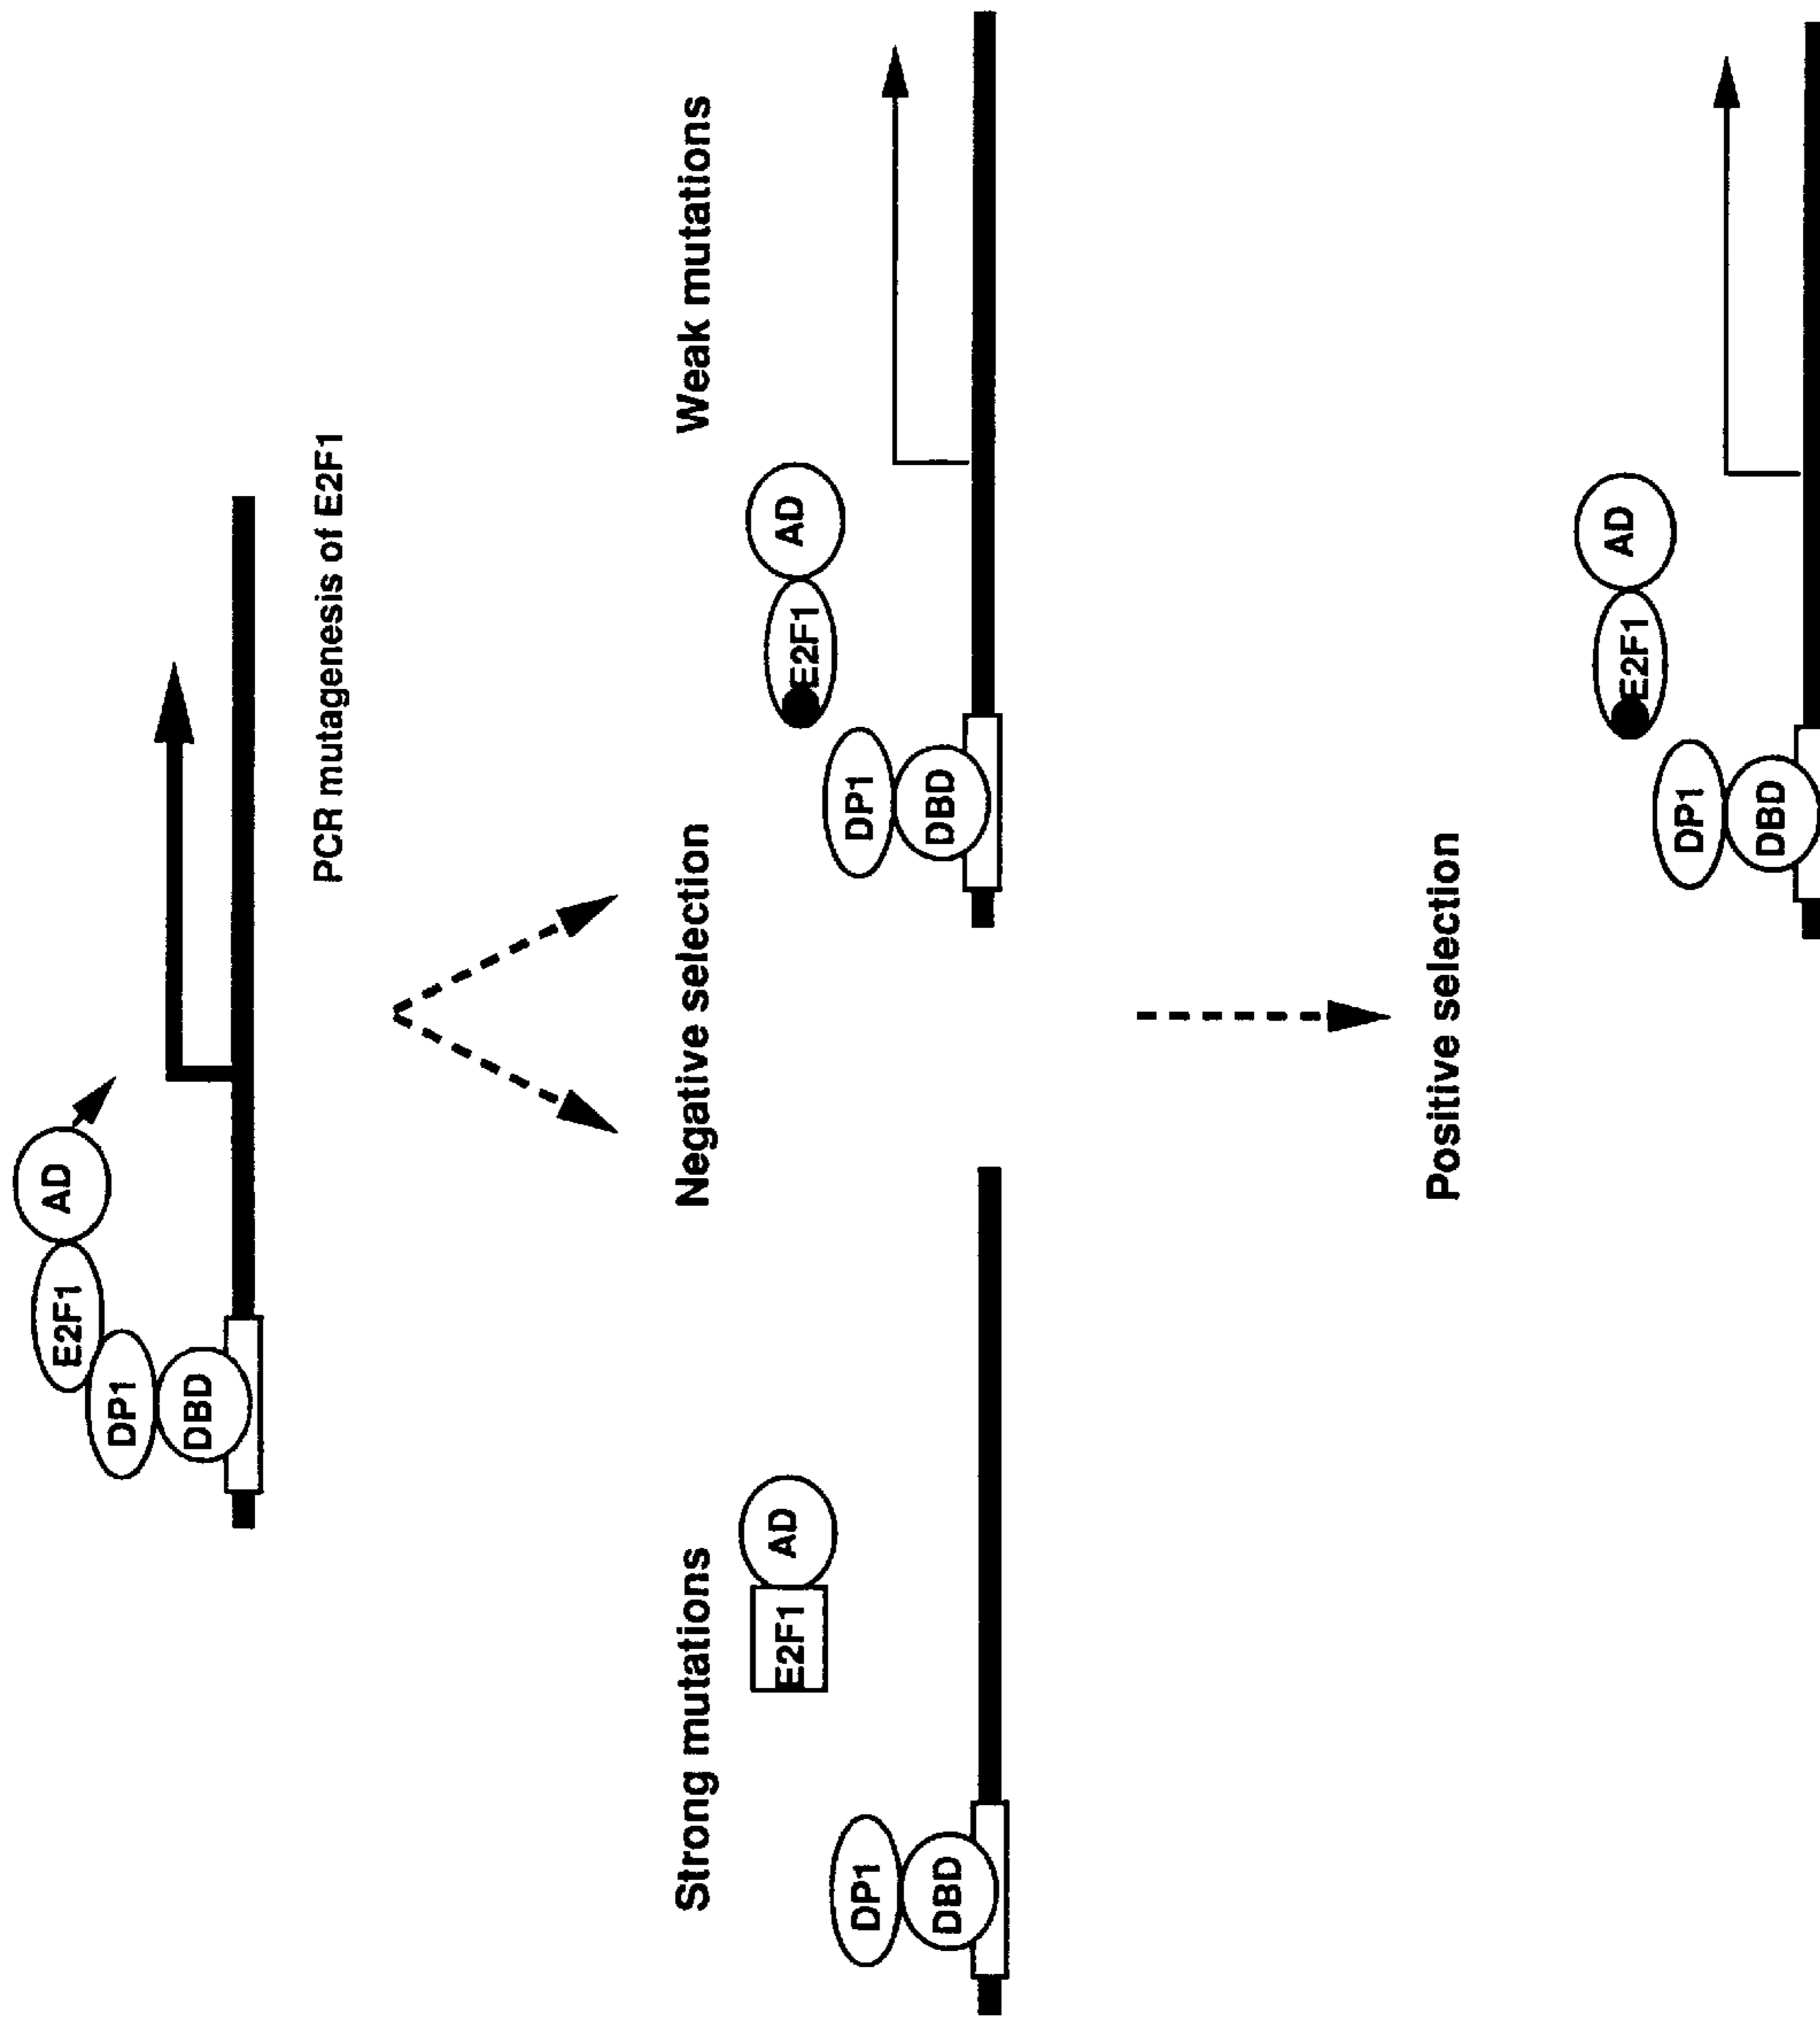 E2F1
AD
DP1
DBD
PCR mutagenesis of E2F1
Strong mutations
Negative selection
Weak mutations
E2F1
AD
DP1
DBD
E2F1
AD
DP1
DBD
Positive selection
E2F1
AD
DP1
DBD